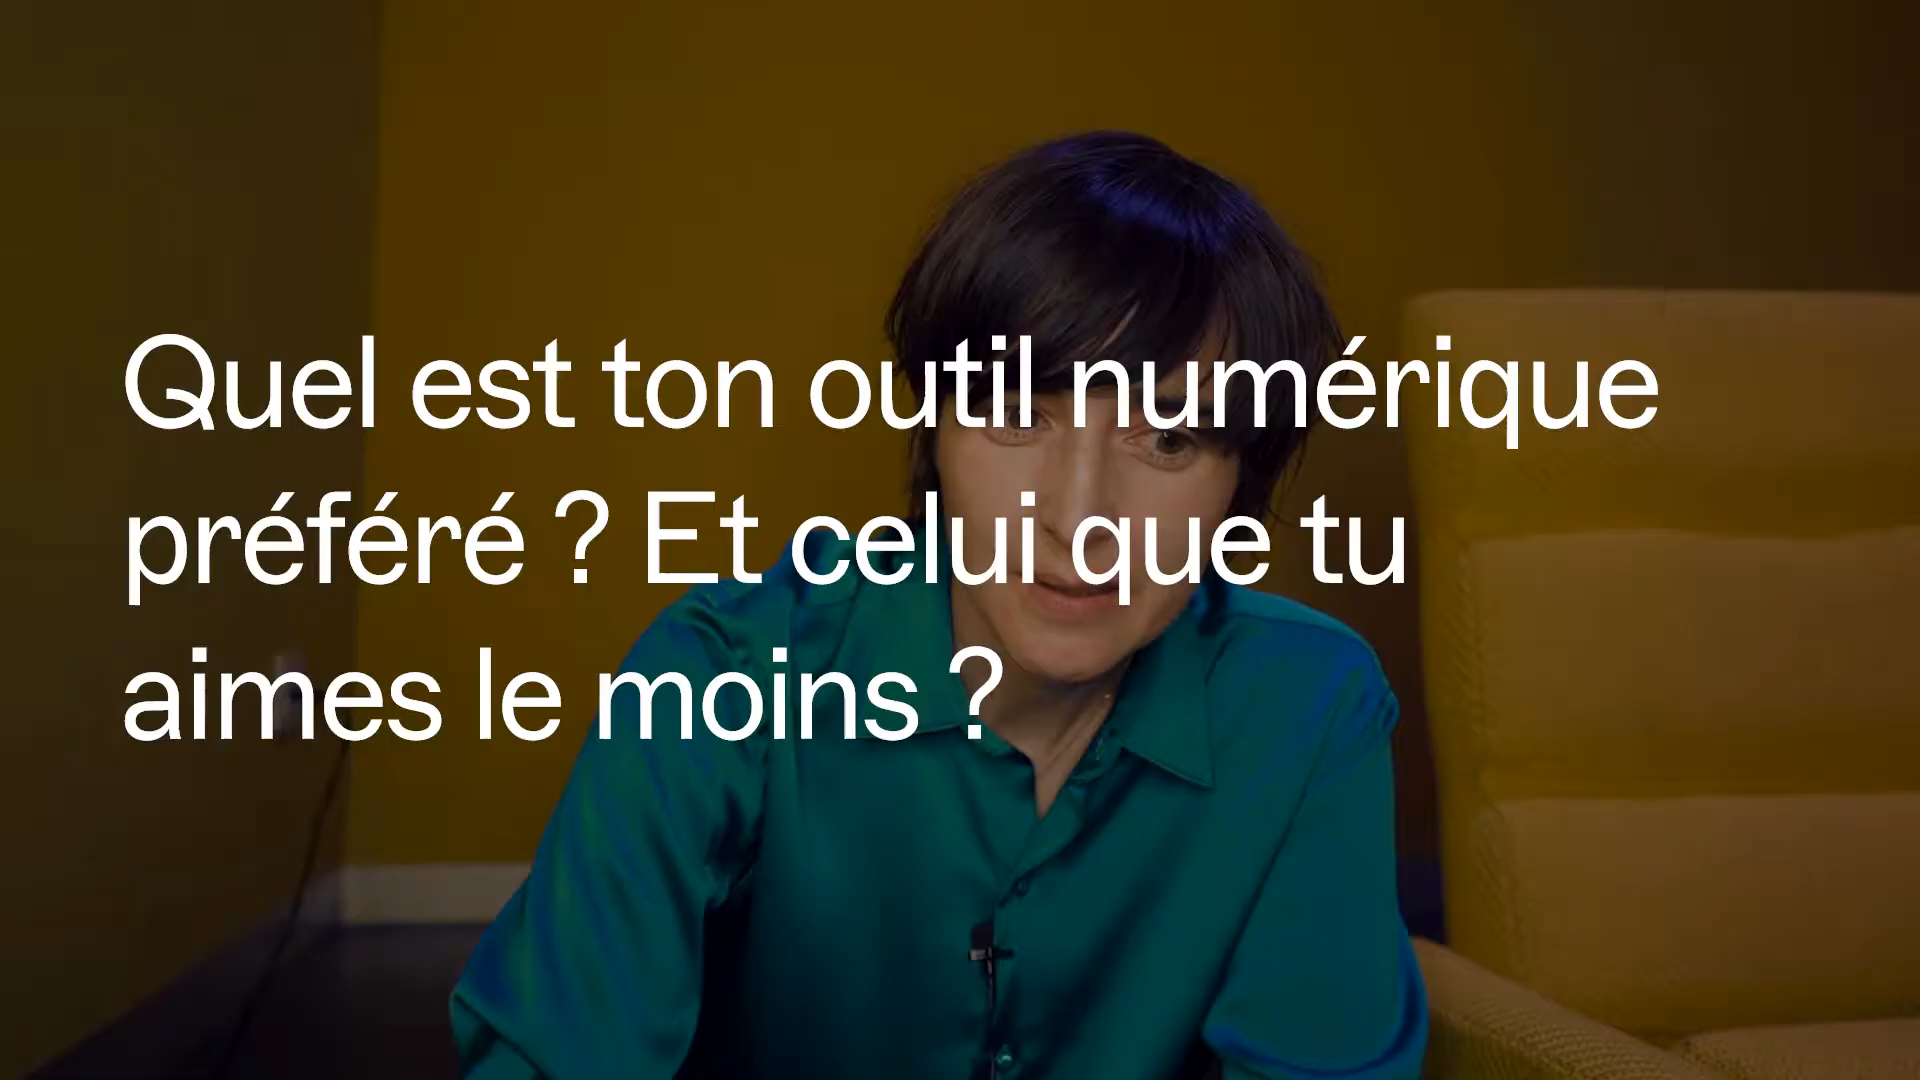 Quel est ton outil numérique
préféré ? Et celui que tu
aimes le moins ?